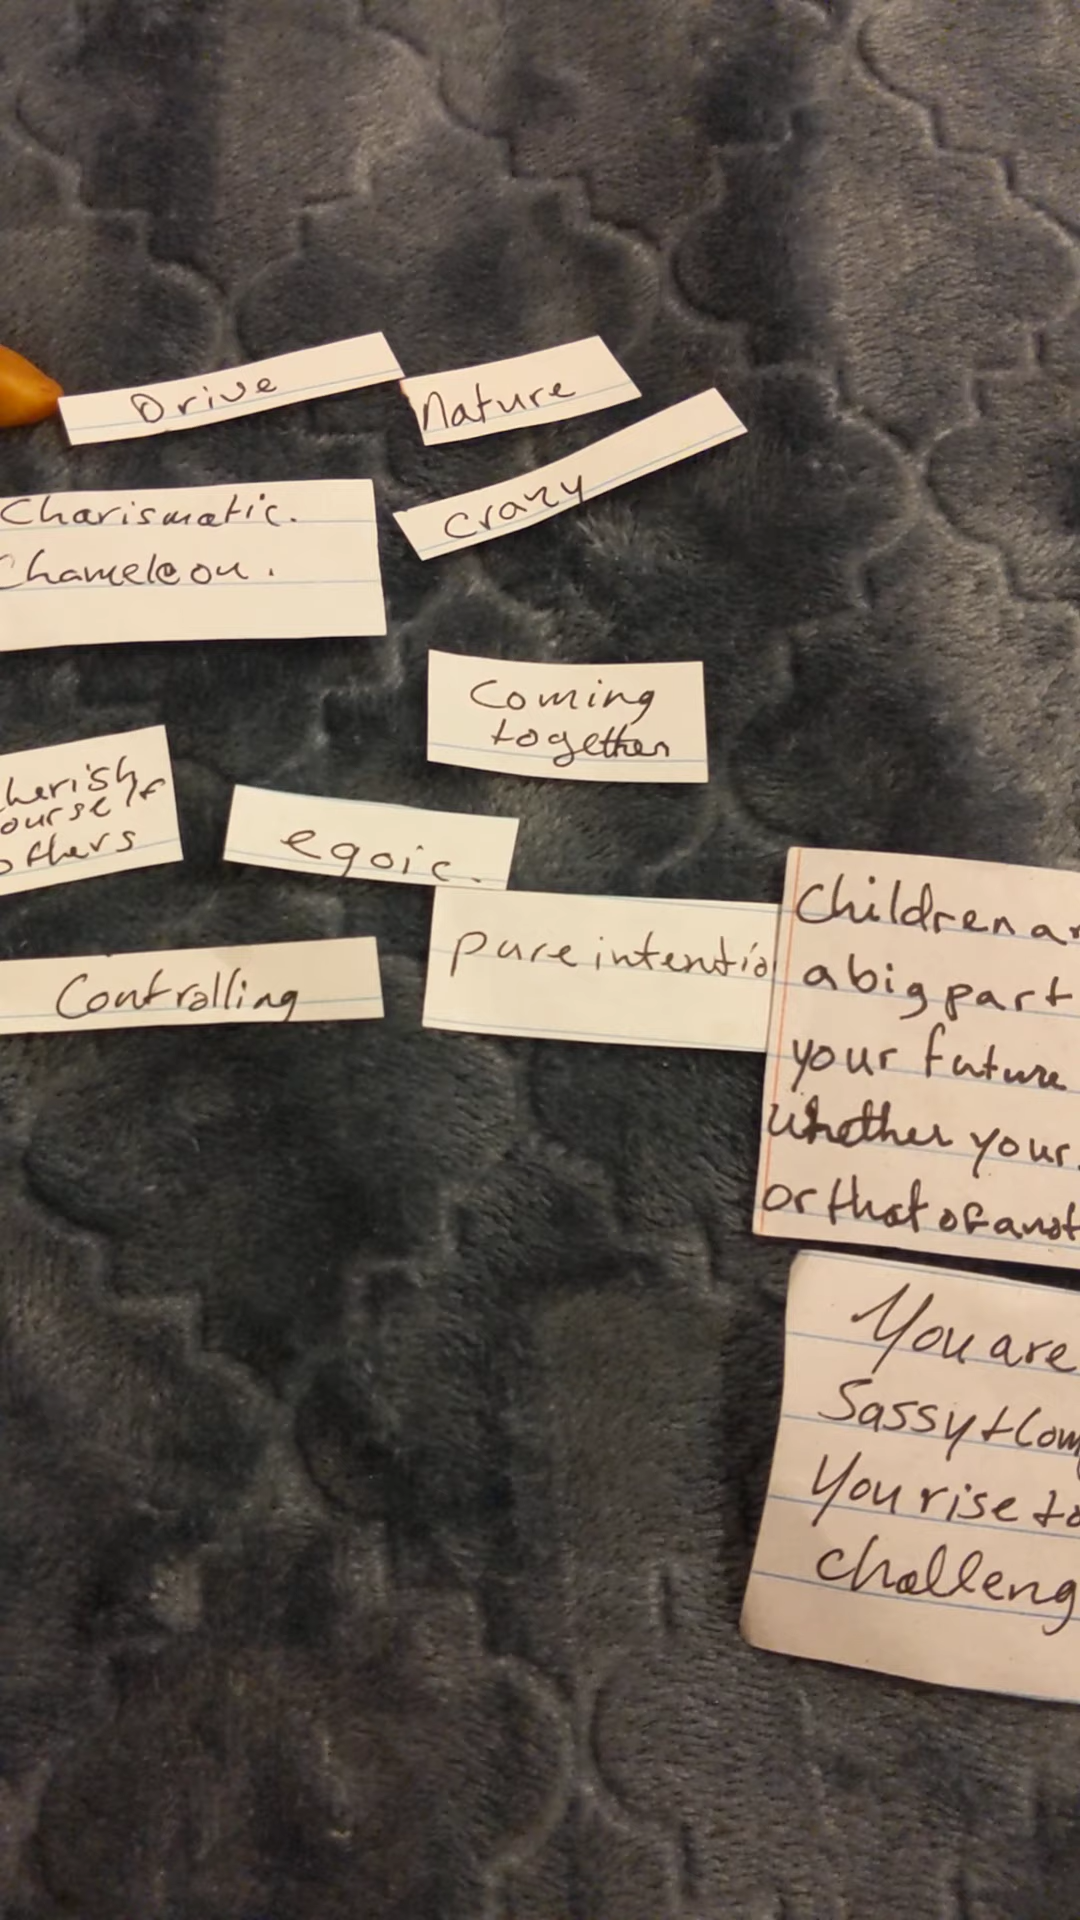 Drive
Nature
crazy
Charismatic.
Chameleon.
Coming
together
herish
ourself
others
egoic.
pure intentio
Controlling
Children ar
a big part
your future
whether your
or that of anot
You are
Sassy + Com
You rise to
challeng